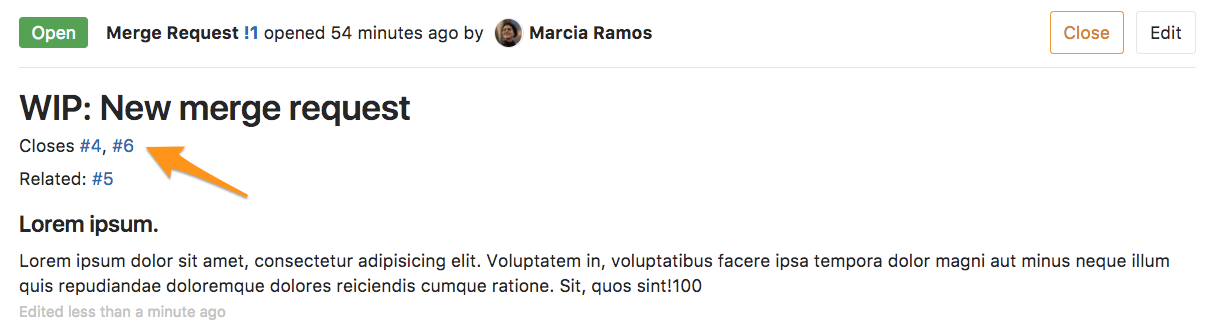 Open Merge Request !1 opened 54 minutes ago by Marcia Ramos Close Edit
WIP: New merge request
Closes #4, #6
Related: #5
Lorem ipsum.
Lorem ipsum dolor sit amet, consectetur adipisicing elit. Voluptatem in, voluptatibus facere ipsa tempora dolor magni aut minus neque illum
quis repudiandae doloremque dolores reiciendis cumque ratione. Sit, quos sint!100
Edited less than a minute ago